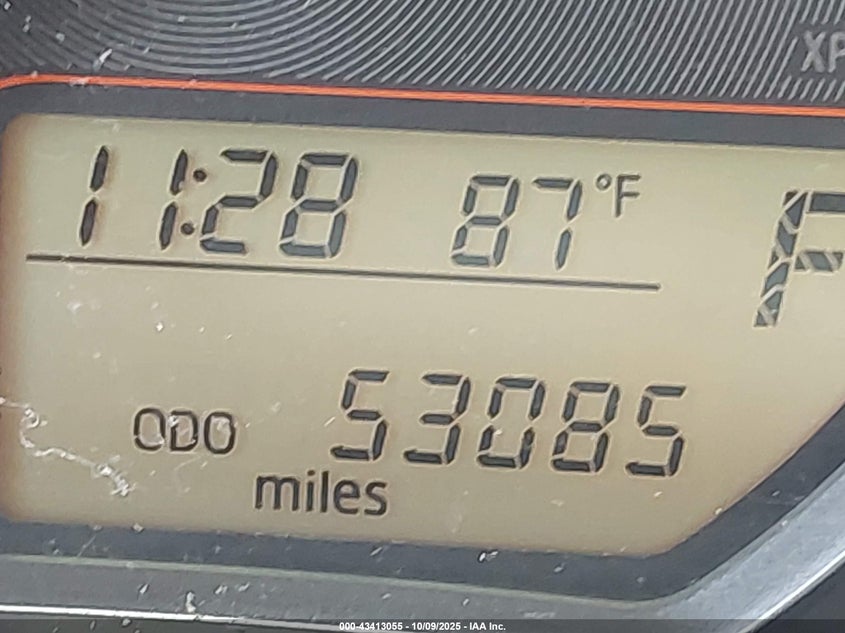 11:28 87°F
ODO 53085
miles
000-43413055 - 10/09/2025 - IAA Inc.